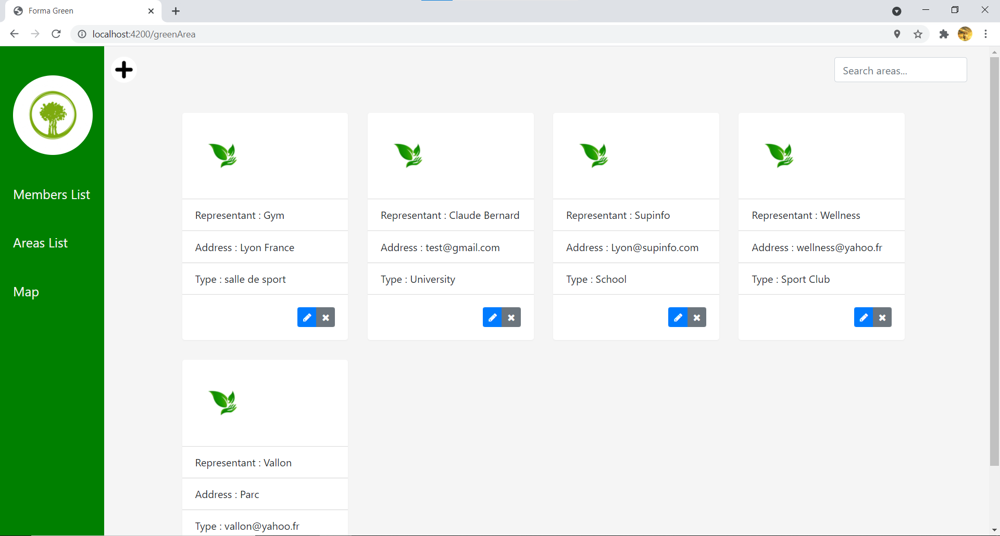 Forma Green
localhost:4200/greenArea
Search areas...
Members List
Areas List
Map
Representant : Gym
Address : Lyon France
Type : salle de sport
Representant : Claude Bernard
Address : test@gmail.com
Type : University
Representant : Supinfo
Address : Lyon@supinfo.com
Type : School
Representant : Wellness
Address : wellness@yahoo.fr
Type : Sport Club
Representant : Vallon
Address : Parc
Type : vallon@yahoo.fr